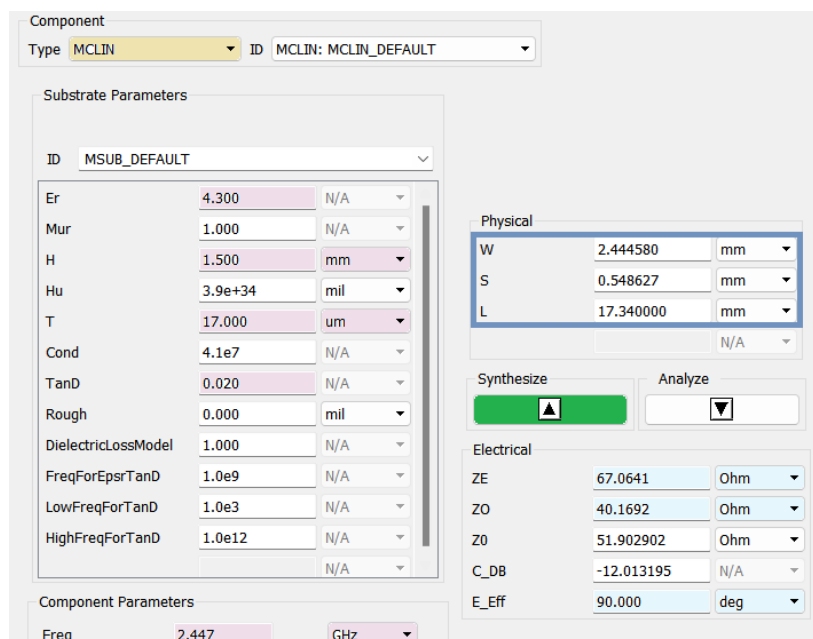 Component
Type MCLIN ID MCLIN: MCLIN_DEFAULT
Substrate Parameters
ID MSUB_DEFAULT
Er 4.300 N/A
Mur 1.000 N/A
H 1.500 mm
Hu 3.9e+34 mil
T 17.000 um
Cond 4.1e7 N/A
TanD 0.020 N/A
Rough 0.000 mil
DielectricLossModel 1.000 N/A
FreqForEpsrTanD 1.0e9 N/A
LowFreqForTanD 1.0e3 N/A
HighFreqForTanD 1.0e12 N/A
N/A
Component Parameters
Freq 2.447 GHz
Physical
W 2.444580 mm
S 0.548627 mm
L 17.340000 mm
N/A
Synthesize Analyze
Electrical
ZE 67.0641 Ohm
ZO 40.1692 Ohm
Z0 51.902902 Ohm
C_DB -12.013195 N/A
E_Eff 90.000 deg